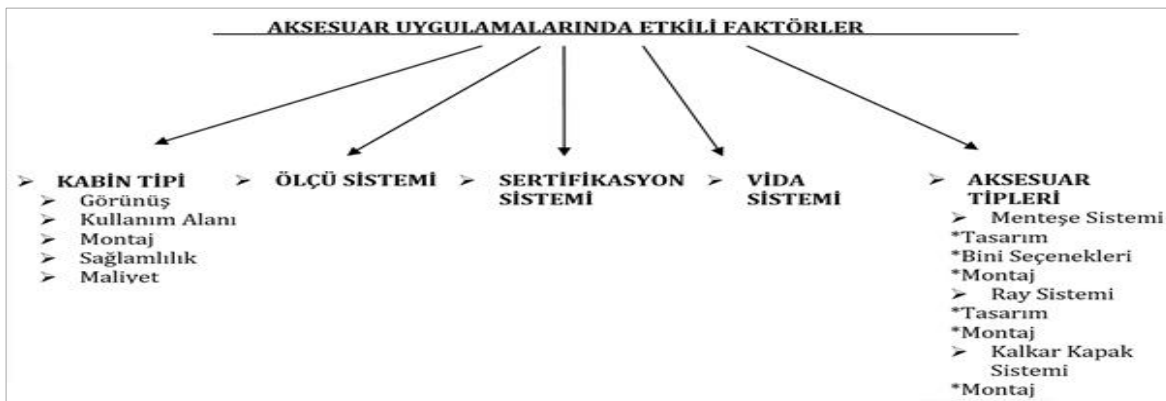 AKSESUAR UYGULAMALARINDA ETKİLİ FAKTÖRLER
➢ KABİN TİPİ
➢ Görünüş
➢ Kullanım Alanı
➢ Montaj
➢ Sağlamlılık
➢ Maliyet
➢ ÖLÇÜ SİSTEMİ
➢ SERTİFİKASYON
SİSTEMİ
➢ VİDA
SİSTEMİ
➢ AKSESUAR
TİPLERİ
➢ Menteşe Sistemi
*Tasarım
*Bini Seçenekleri
*Montaj
➢ Ray Sistemi
*Tasarım
*Montaj
➢ Kalkar Kapak
Sistemi
*Montaj